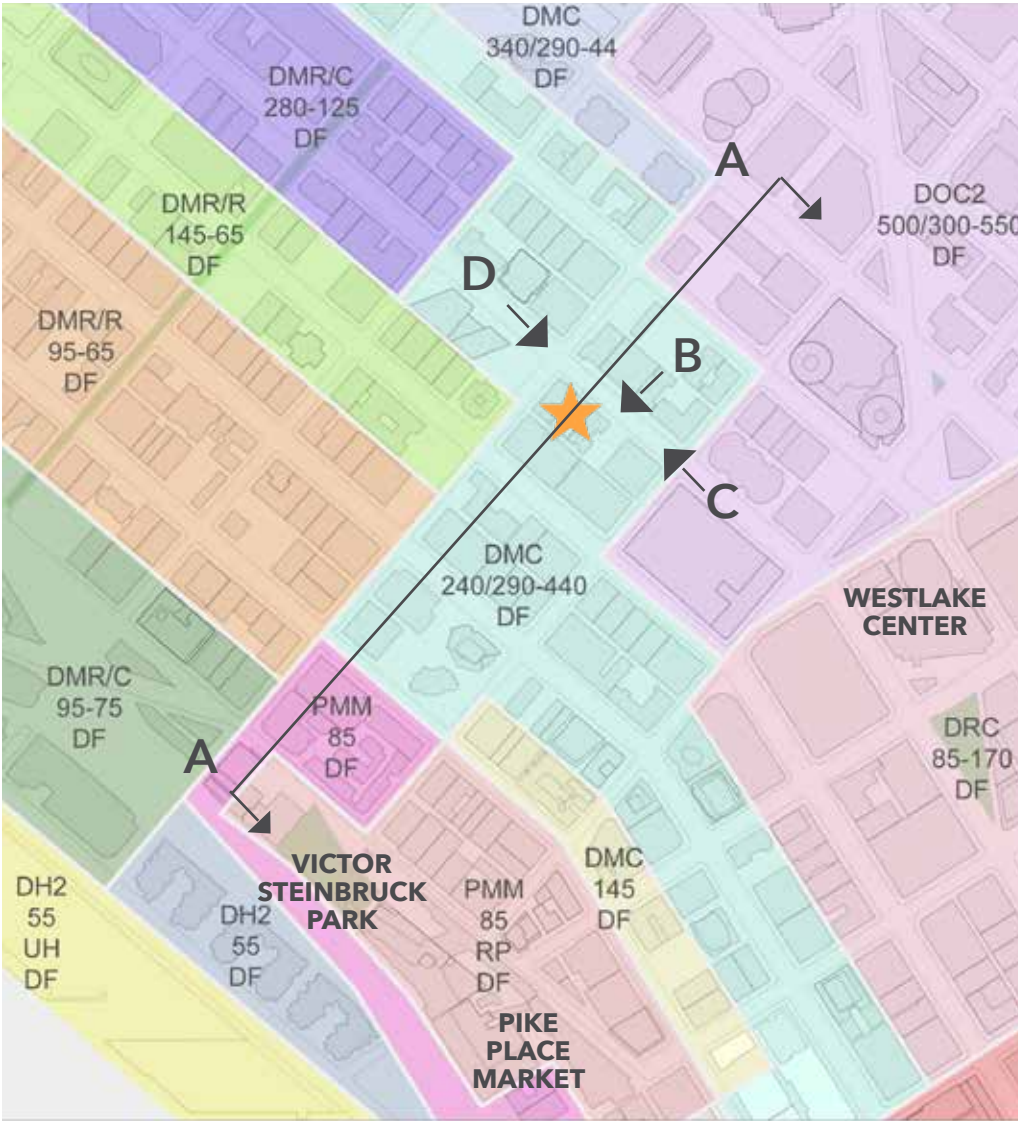 DMC
340/290-44
DF
DMR/C
280-125
DF
A
DOC2
500/300-550
DF
DMR/R
145-65
DF
D
DMR/R
95-65
DF
B
C
DMC
240/290-440
DF
WESTLAKE
CENTER
DMR/C
95-75
DF
PMM
85
DF
DRC
85-170
DF
A
VICTOR
STEINBRUCK
PARK
DMC
145
DF
DH2
55
UH
DF
DH2
55
DF
PMM
85
RP
DF
PIKE
PLACE
MARKET